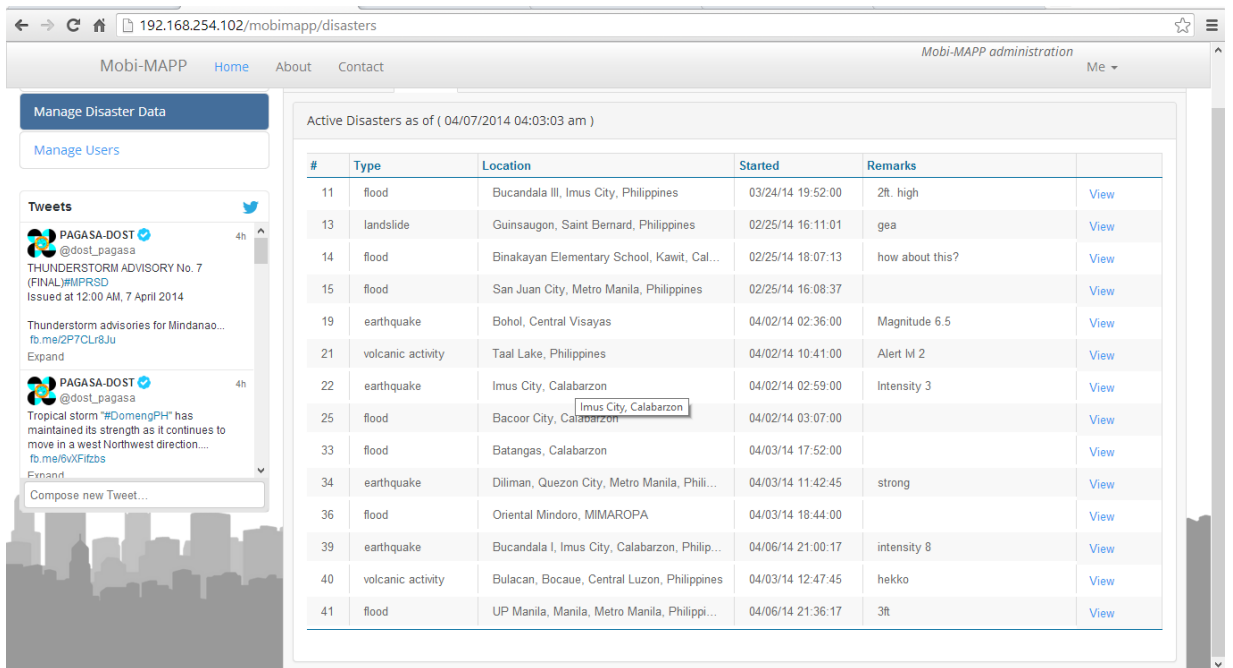 192.168.254.102/mobimapp/disasters
Mobi-MAPP Home About Contact
Mobi-MAPP administration
Me
Manage Disaster Data
Manage Users
Tweets
PAGASA-DOST 4h
@dost_pagasa
THUNDERSTORM ADVISORY No. 7
(FINAL)#MPRSD
Issued at 12:00 AM, 7 April 2014
Thunderstorm advisories for Mindanao...
fb.me/2P7CLr8Ju
Expand
PAGASA-DOST 4h
@dost_pagasa
Tropical storm "#DomengPH" has
maintained its strength as it continues to
move in a west Northwest direction....
fb.me/6vXFifzbs
Expand
Compose new Tweet...
Active Disasters as of ( 04/07/2014 04:03:03 am )
# Type Location Started Remarks
11 flood Bucandala III, Imus City, Philippines 03/24/14 19:52:00 2ft. high View
13 landslide Guinsaugon, Saint Bernard, Philippines 02/25/14 16:11:01 gea View
14 flood Binakayan Elementary School, Kawit, Cal... 02/25/14 18:07:13 how about this? View
15 flood San Juan City, Metro Manila, Philippines 02/25/14 16:08:37 View
19 earthquake Bohol, Central Visayas 04/02/14 02:36:00 Magnitude 6.5 View
21 volcanic activity Taal Lake, Philippines 04/02/14 10:41:00 Alert lvl 2 View
22 earthquake Imus City, Calabarzon 04/02/14 02:59:00 Intensity 3 View
Imus City, Calabarzon
25 flood Bacoor City, Calabarzon 04/02/14 03:07:00 View
33 flood Batangas, Calabarzon 04/03/14 17:52:00 View
34 earthquake Diliman, Quezon City, Metro Manila, Phili... 04/03/14 11:42:45 strong View
36 flood Oriental Mindoro, MIMAROPA 04/03/14 18:44:00 View
39 earthquake Bucandala I, Imus City, Calabarzon, Philip... 04/06/14 21:00:17 intensity 8 View
40 volcanic activity Bulacan, Bocaue, Central Luzon, Philippines 04/03/14 12:47:45 hekko View
41 flood UP Manila, Manila, Metro Manila, Philippi... 04/06/14 21:36:17 3ft View